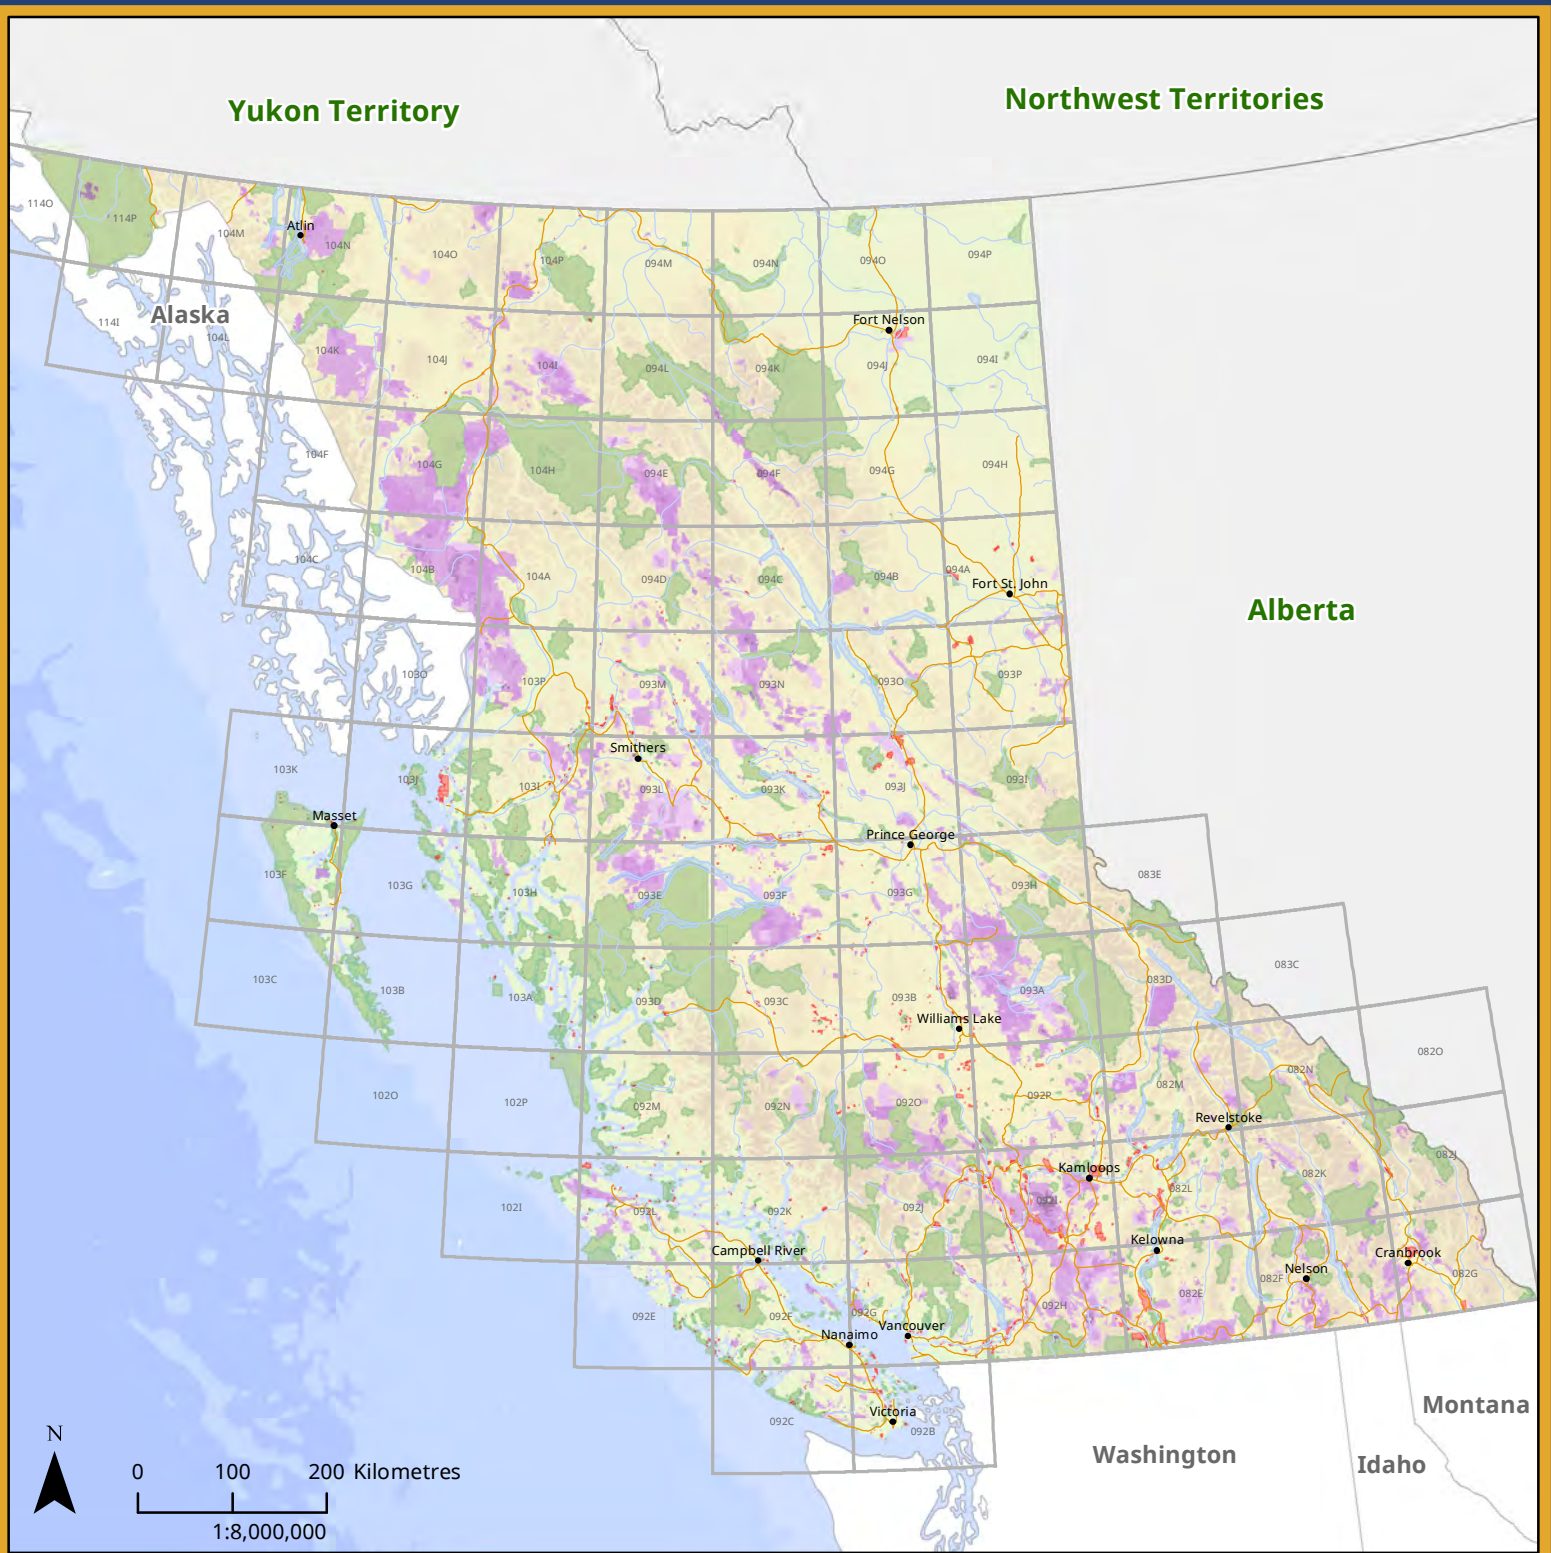 Yukon Territory
Northwest Territories
114O
114P
104M
Atlin
104N
104O
104P
094M
094N
094O
094P
114I
Alaska
104L
104K
104J
104I
094L
094K
Fort Nelson
094J
094I
104F
104G
104H
094E
094F
094G
094H
104C
104B
104A
094D
094C
094B
094A
Fort St. John
Alberta
103O
103P
093M
093N
093O
093P
103K
103J
103I
Smithers
093L
093K
093J
093I
Masset
Prince George
103F
103G
103H
093E
093F
093G
093H
083E
103C
103B
103A
093D
093C
093B
Williams Lake
093A
083D
083C
102O
102P
092M
092N
092O
092P
082M
082N
082O
Revelstoke
102I
092L
092K
092J
Kamloops
092I
082L
082K
082J
Campbell River
Kelowna
Nelson
Cranbrook
092E
092F
092G
Nanaimo
Vancouver
092H
082E
082F
082G
092C
Victoria
092B
Washington
Idaho
Montana
N
0 100 200 Kilometres
1:8,000,000